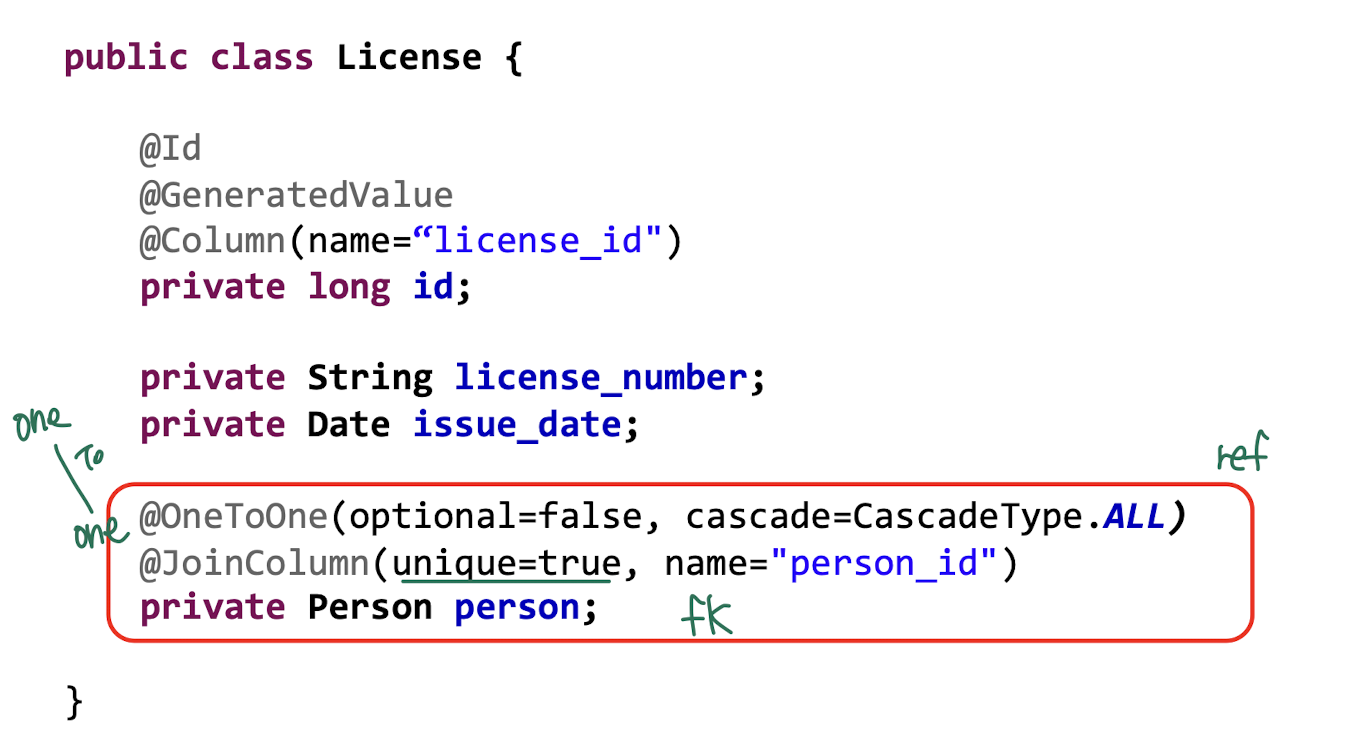 public class License {
@Id
@GeneratedValue
@Column(name=“license_id")
private long id;
private String license_number;
private Date issue_date;
one
To
one
ref
@OneToOne(optional=false, cascade=CascadeType.ALL)
@JoinColumn(unique=true, name="person_id")
private Person person;
fk
}